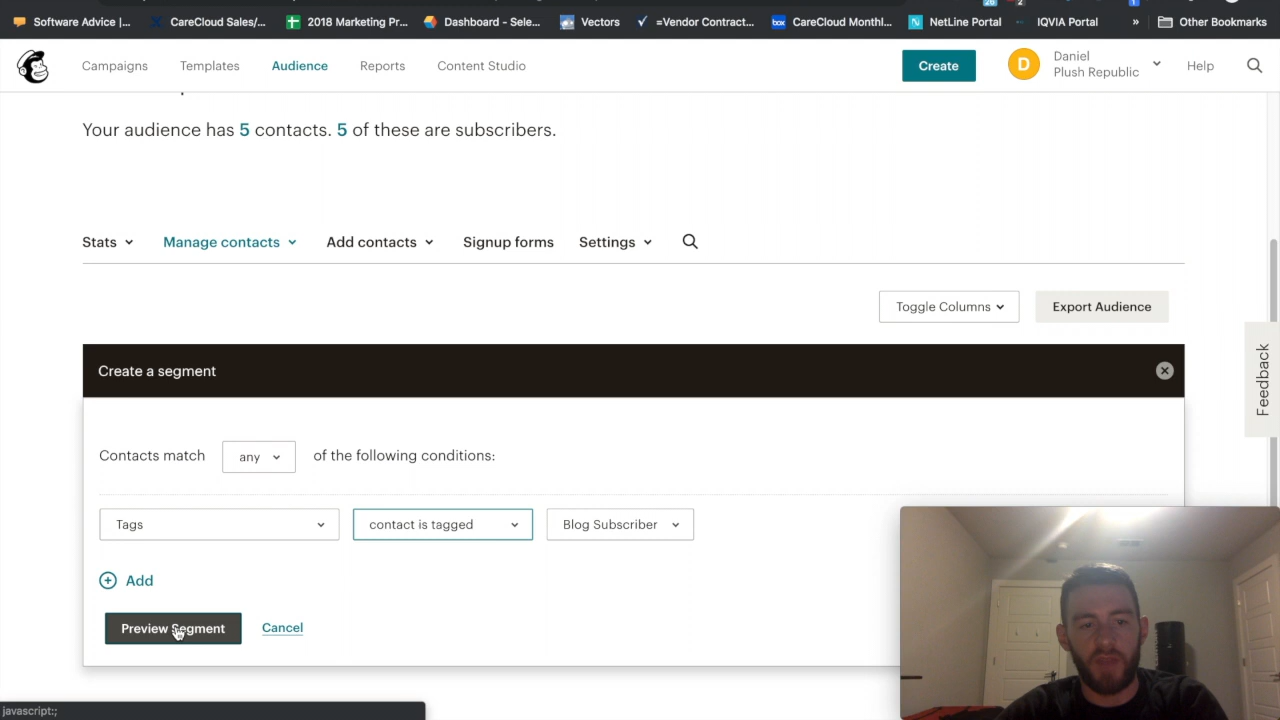 Software Advice |...
CareCloud Sales/...
2018 Marketing Pr...
Dashboard - Sele...
Vectors
=Vendor Contract...
CareCloud Monthl...
NetLine Portal
IQVIA Portal
»
Other Bookmarks
Campaigns
Templates
Audience
Reports
Content Studio
Create
D
Daniel
Plush Republic
Help
Your audience has 5 contacts. 5 of these are subscribers.
Stats
Manage contacts
Add contacts
Signup forms
Settings
Toggle Columns
Export Audience
Feedback
Create a segment
Contacts match any of the following conditions:
Tags
contact is tagged
Blog Subscriber
Add
Preview Segment
Cancel
javascript:;